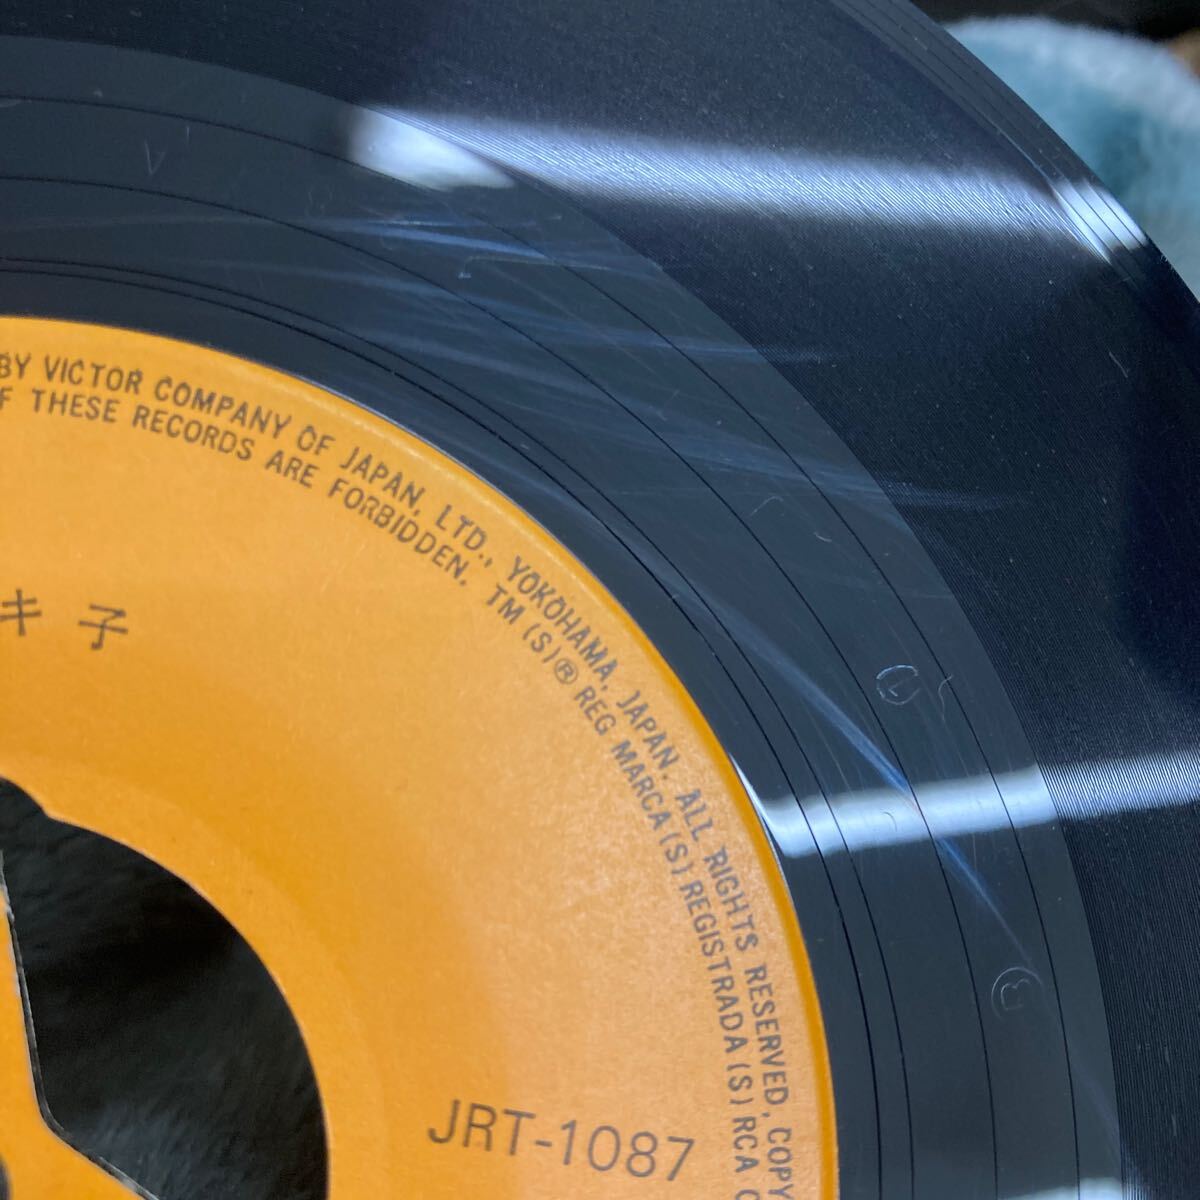 BY VICTOR COMPANY OF JAPAN, LTD., YOKOHAMA, JAPAN. ALL RIGHTS RESERVED, COPY
F THESE RECORDS ARE FORBIDDEN. TM(S)® REG MARCA(S) REGISTRADA(S) RCA C
キ子
JRT-1087